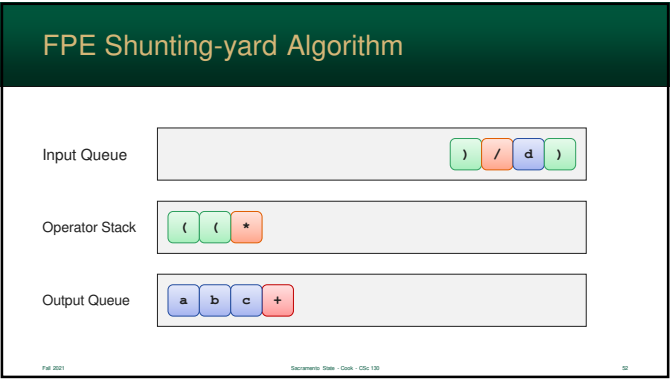 FPE Shunting-yard Algorithm
Input Queue
) / d )
Operator Stack
( ( *
Output Queue
a b c +
Fall 2021
Sacramento State - Cook - CSc 130
52